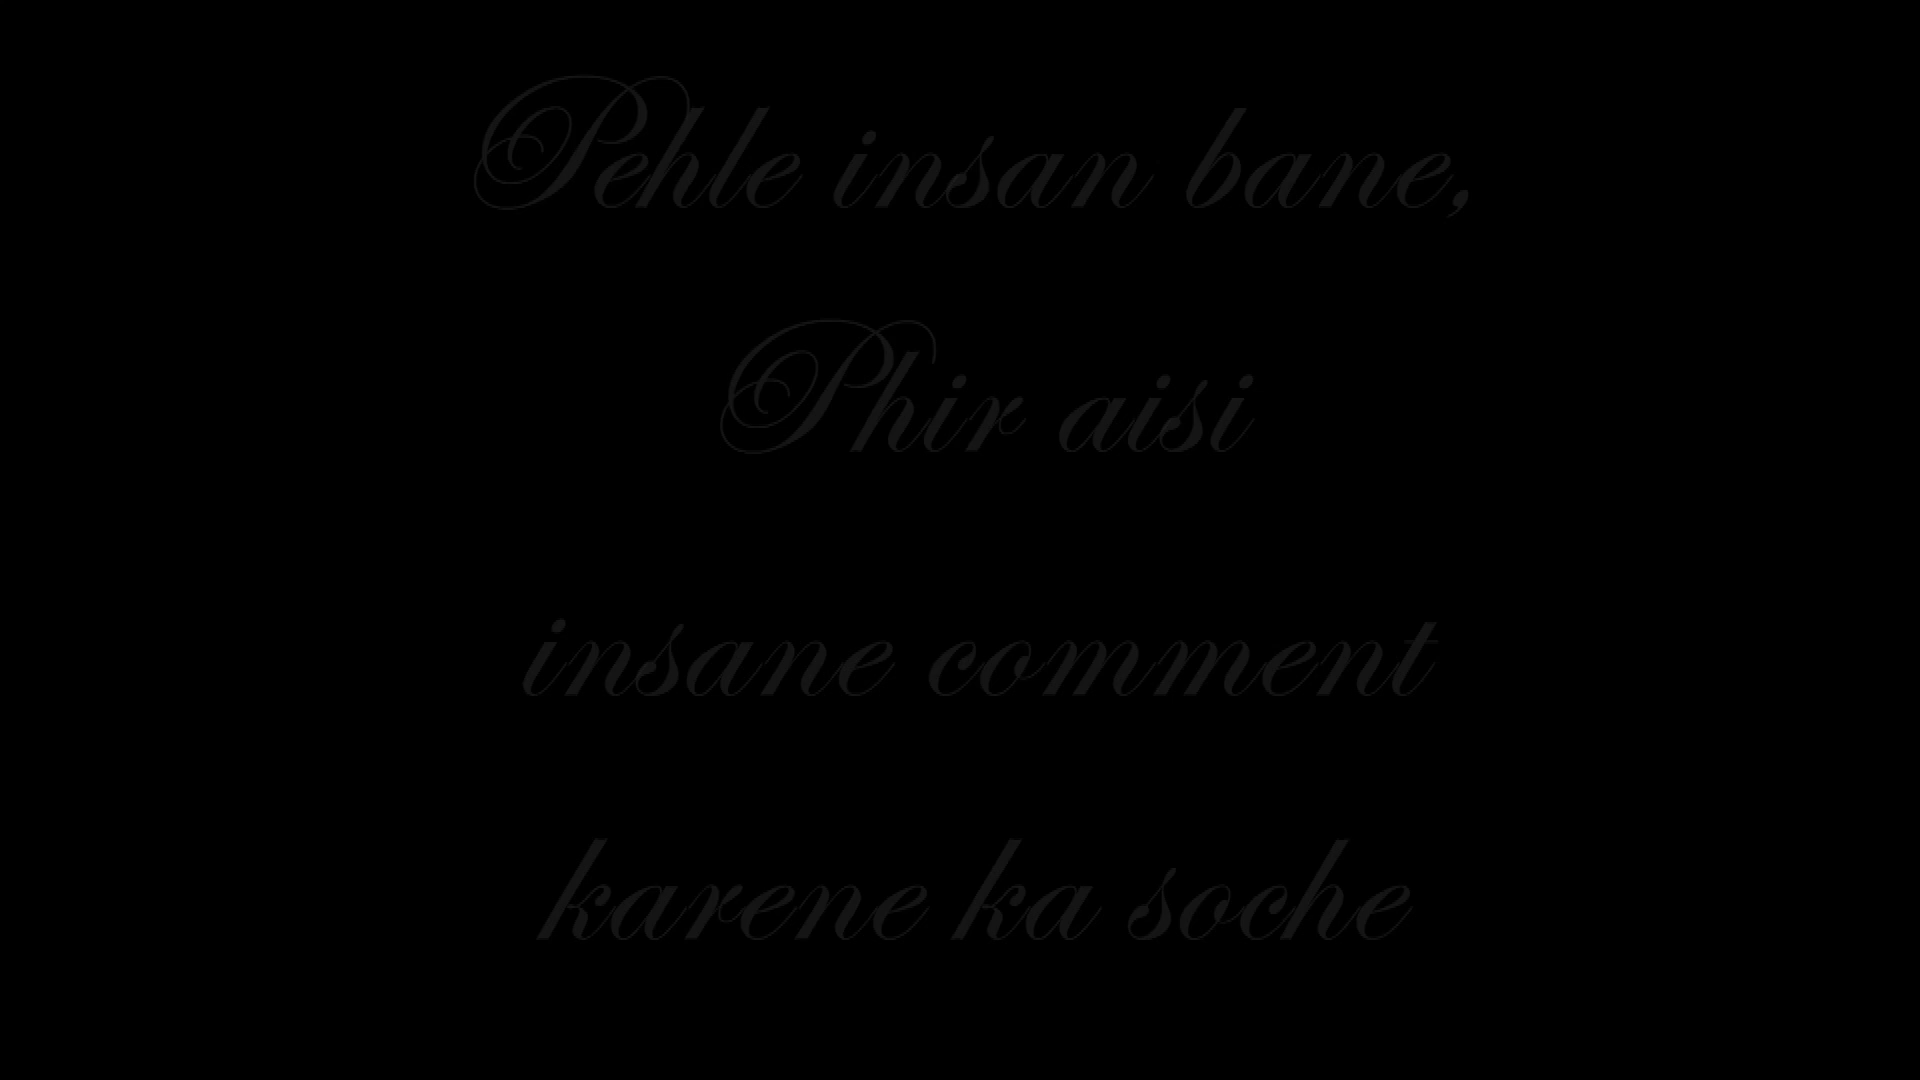 Pehle insan bane,
Phir aisi
insane comment
karene ka soche